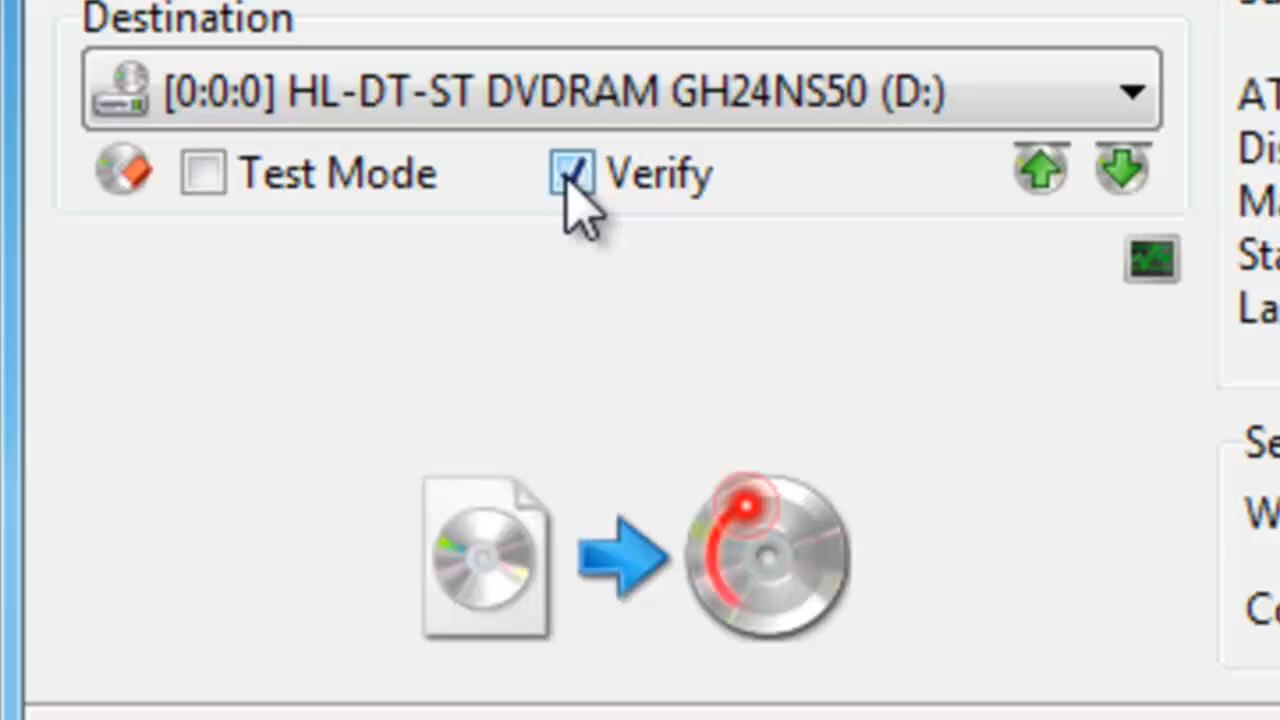 Destination
[0:0:0] HL-DT-ST DVDRAM GH24NS50 (D:)
Test Mode
Verify